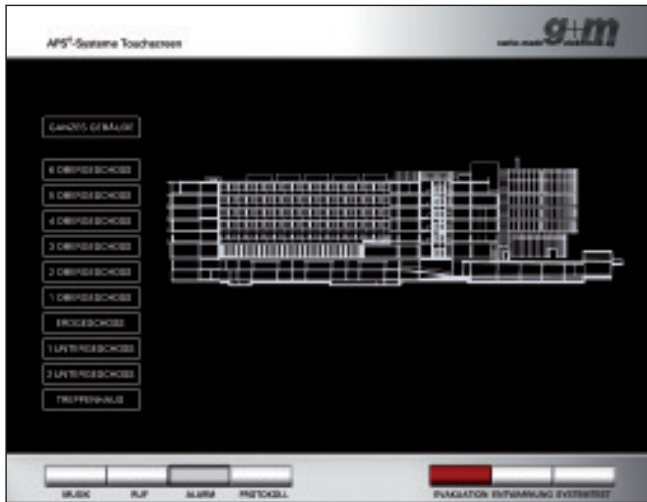 APS®-Systeme Touchscreen
g+m
GANZES GEBÄUDE
6 OBERGESCHOSS
5 OBERGESCHOSS
4 OBERGESCHOSS
3 OBERGESCHOSS
2 OBERGESCHOSS
1 OBERGESCHOSS
ERDGESCHOSS
1 UNTERGESCHOSS
2 UNTERGESCHOSS
TREPPENHAUS
MUSIK RUF ALARM PROTOKOLL
EVAKUATION ENTWARNUNG SYSTEMTEST